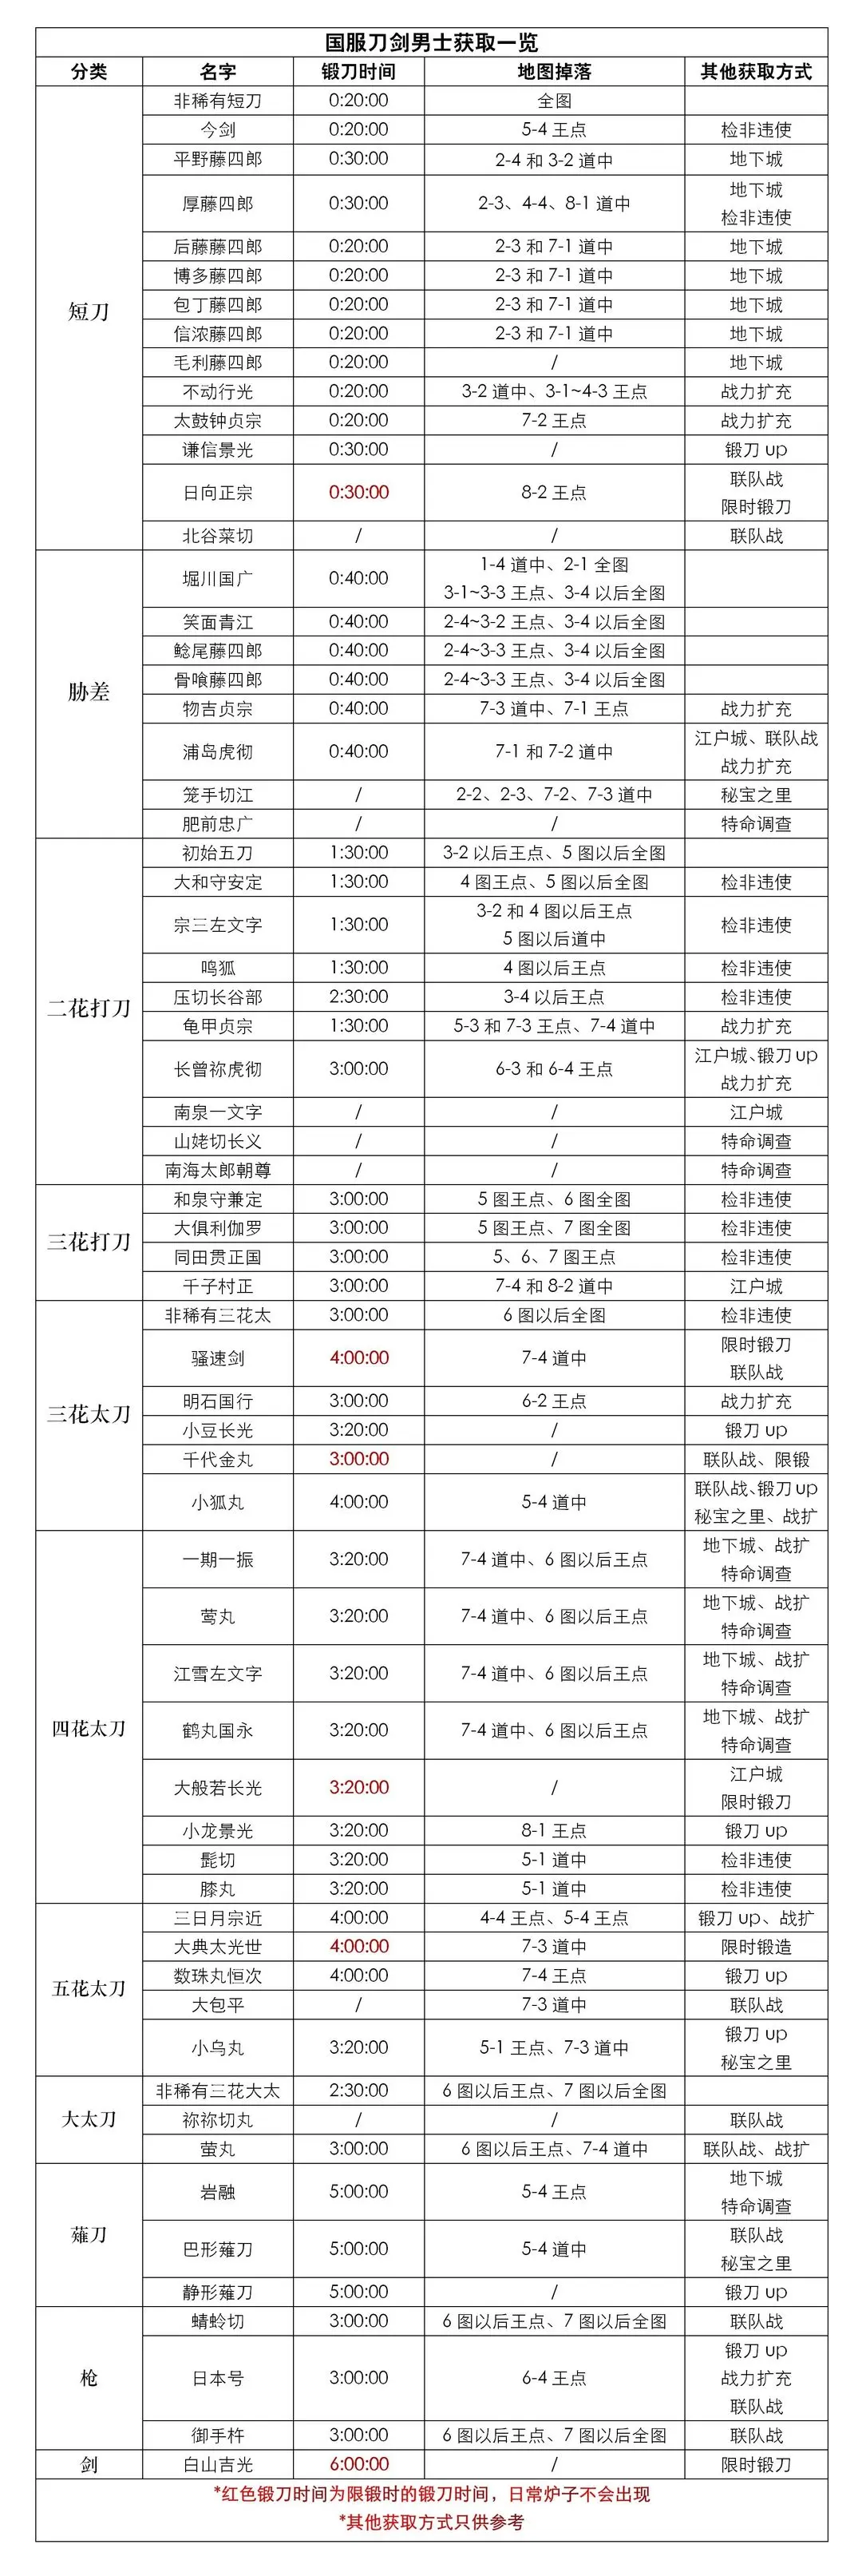 国服刀剑男士获取一览
分类 名字 锻刀时间 地图掉落 其他获取方式
短刀
非稀有短刀 0:20:00 全图
今剑 0:20:00 5-4 王点 检非违使
平野藤四郎 0:30:00 2-4 和 3-2 道中 地下城
厚藤四郎 0:30:00 2-3、4-4、8-1 道中 地下城
检非违使
后藤藤四郎 0:20:00 2-3 和 7-1 道中 地下城
博多藤四郎 0:20:00 2-3 和 7-1 道中 地下城
包丁藤四郎 0:20:00 2-3 和 7-1 道中 地下城
信浓藤四郎 0:20:00 2-3 和 7-1 道中 地下城
毛利藤四郎 0:20:00 / 地下城
不动行光 0:20:00 3-2 道中、3-1~4-3 王点 战力扩充
太鼓钟贞宗 0:20:00 7-2 王点 战力扩充
谦信景光 0:30:00 / 锻刀 up
日向正宗 0:30:00 8-2 王点 联队战
限时锻刀
北谷菜切 / / 联队战
胁差
堀川国广 0:40:00 1-4 道中、2-1 全图
3-1~3-3 王点、3-4 以后全图
笑面青江 0:40:00 2-4~3-2 王点、3-4 以后全图
鲶尾藤四郎 0:40:00 2-4~3-3 王点、3-4 以后全图
骨喰藤四郎 0:40:00 2-4~3-3 王点、3-4 以后全图
物吉贞宗 0:40:00 7-3 道中、7-1 王点 战力扩充
浦岛虎彻 0:40:00 7-1 和 7-2 道中 江户城、联队战
战力扩充
笼手切江 / 2-2、2-3、7-2、7-3 道中 秘宝之里
肥前忠广 / / 特命调查
二花打刀
初始五刀 1:30:00 3-2 以后王点、5 图以后全图
大和守安定 1:30:00 4 图王点、5 图以后全图 检非违使
宗三左文字 1:30:00 3-2 和 4 图以后王点
5 图以后道中 检非违使
鸣狐 1:30:00 4 图以后王点 检非违使
压切长谷部 2:30:00 3-4 以后王点 检非违使
龟甲贞宗 1:30:00 5-3 和 7-3 王点、7-4 道中 战力扩充
长曾祢虎彻 3:00:00 6-3 和 6-4 王点 江户城、锻刀 up
战力扩充
南泉一文字 / / 江户城
山姥切长义 / / 特命调查
南海太郎朝尊 / / 特命调查
三花打刀
和泉守兼定 3:00:00 5 图王点、6 图全图 检非违使
大俱利伽罗 3:00:00 5 图王点、7 图全图 检非违使
同田贯正国 3:00:00 5、6、7 图王点 检非违使
千子村正 3:00:00 7-4 和 8-2 道中 江户城
三花太刀
非稀有三花太 3:00:00 6 图以后全图 检非违使
骚速剑 4:00:00 7-4 道中 限时锻刀
联队战
明石国行 3:00:00 6-2 王点 战力扩充
小豆长光 3:20:00 / 锻刀 up
千代金丸 3:00:00 / 联队战、限锻
小狐丸 4:00:00 5-4 道中 联队战、锻刀 up
秘宝之里、战扩
四花太刀
一期一振 3:20:00 7-4 道中、6 图以后王点 地下城、战扩
特命调查
莺丸 3:20:00 7-4 道中、6 图以后王点 地下城、战扩
特命调查
江雪左文字 3:20:00 7-4 道中、6 图以后王点 地下城、战扩
特命调查
鹤丸国永 3:20:00 7-4 道中、6 图以后王点 地下城、战扩
特命调查
大般若长光 3:20:00 / 江户城
限时锻刀
小龙景光 3:20:00 8-1 王点 锻刀 up
髭切 3:20:00 5-1 道中 检非违使
膝丸 3:20:00 5-1 道中 检非违使
五花太刀
三日月宗近 4:00:00 4-4 王点、5-4 王点 锻刀 up、战扩
大典太光世 4:00:00 7-3 道中 限时锻造
数珠丸恒次 4:00:00 7-4 王点 锻刀 up
大包平 / 7-3 道中 联队战
小乌丸 3:20:00 5-1 王点、7-3 道中 锻刀 up
秘宝之里
大太刀
非稀有三花大太 2:30:00 6 图以后王点、7 图以后全图
祢祢切丸 / / 联队战
萤丸 3:00:00 6 图以后王点、7-4 道中 联队战、战扩
薙刀
岩融 5:00:00 5-4 王点 地下城
特命调查
巴形薙刀 5:00:00 5-4 道中 联队战
秘宝之里
静形薙刀 5:00:00 / 锻刀 up
枪
蜻蛉切 3:00:00 6 图以后王点、7 图以后全图 联队战
日本号 3:00:00 6-4 王点 锻刀 up
战力扩充
联队战
御手杵 3:00:00 6 图以后王点、7 图以后全图 联队战
剑
白山吉光 6:00:00 / 限时锻刀
*红色锻刀时间为限锻时的锻刀时间，日常炉子不会出现
*其他获取方式只供参考